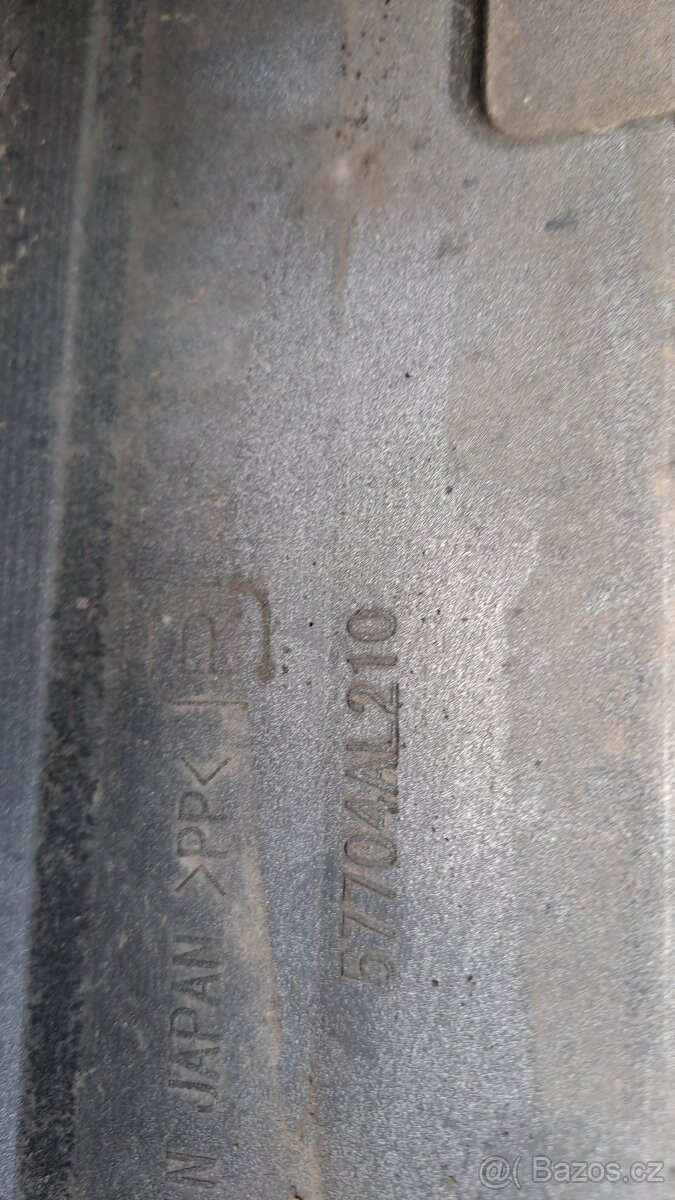 N JAPAN >PP< R
57704AL210
@( Bazos.cz